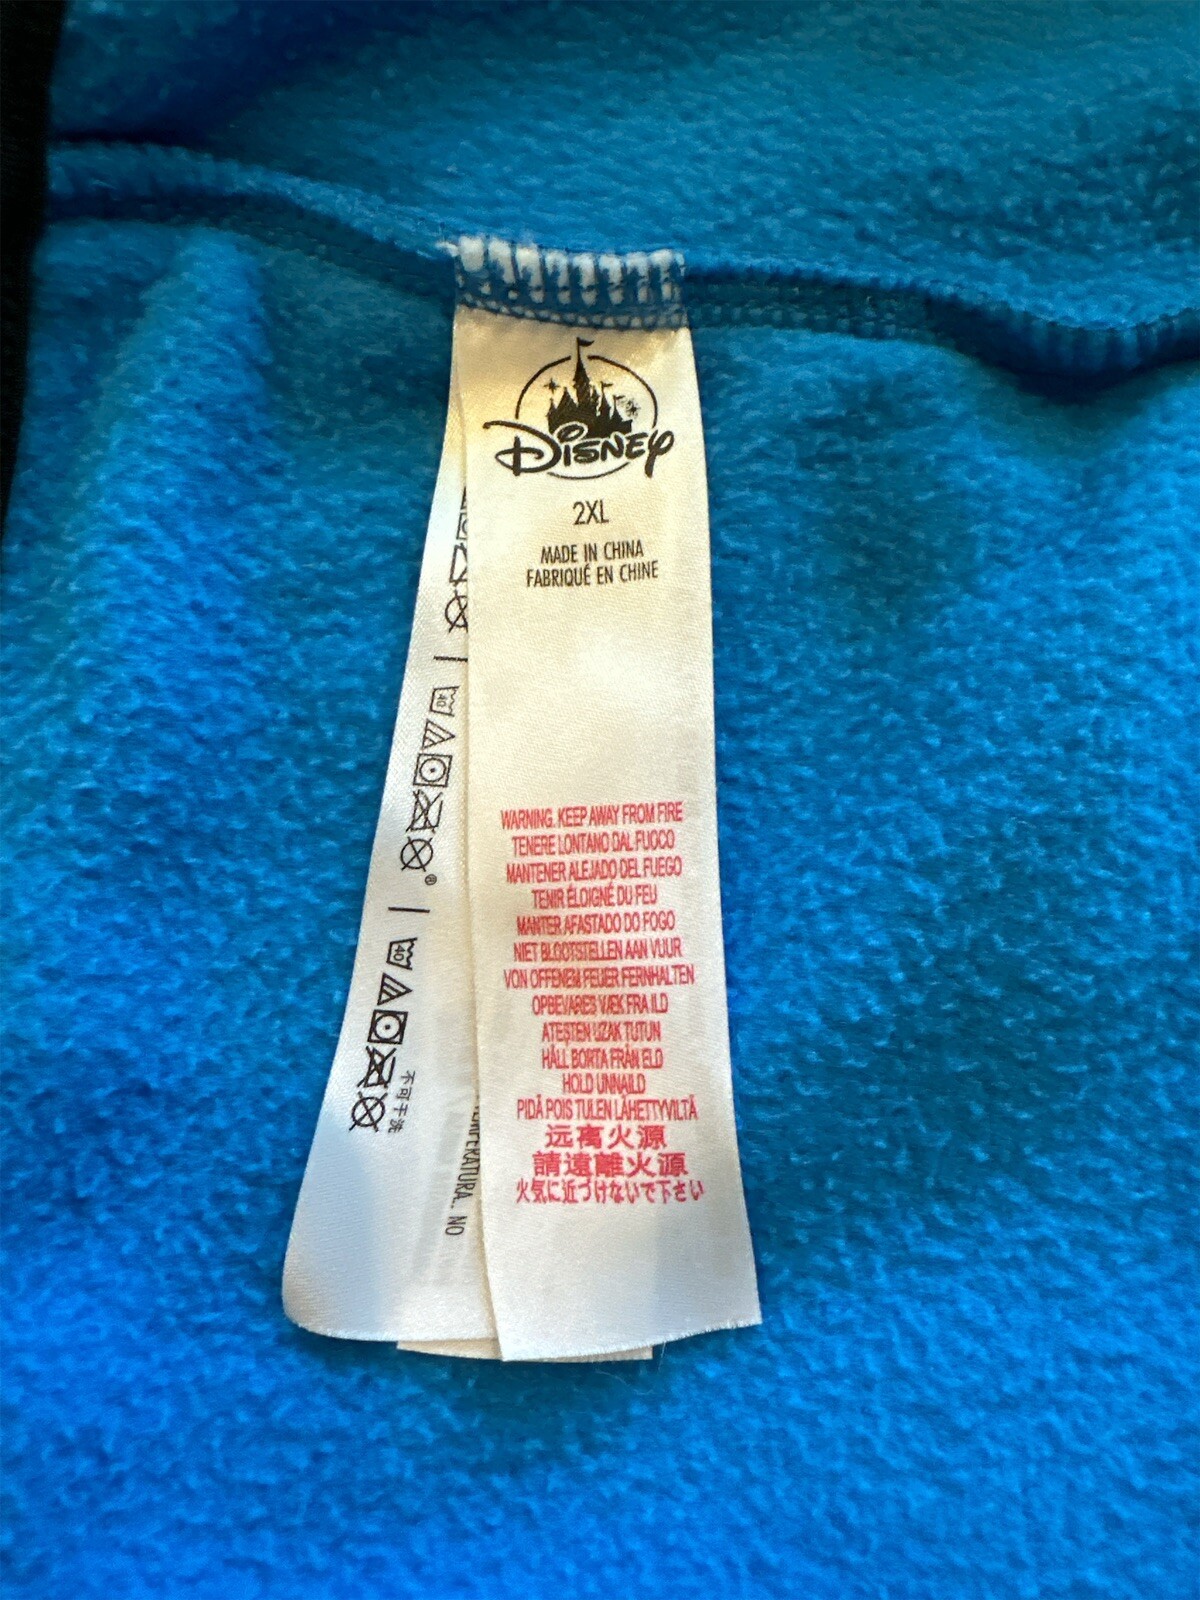 DISNEY
2XL
MADE IN CHINA
FABRIQUÉ EN CHINE
WARNING. KEEP AWAY FROM FIRE
TENERE LONTANO DAL FUOCO
MANTENER ALEJADO DEL FUEGO
TENIR ÉLOIGNÉ DU FEU
MANTER AFASTADO DO FOGO
NIET BLOOTSTELLEN AAN VUUR
VON OFFENEM FEUER FERNHALTEN
OPBEVARES VÆK FRA ILD
ATEŞTEN UZAK TUTUN
HÅLL BORTA FRÅN ELD
HOLD UNNAILD
PIDÄ POIS TULEN LÄHETTYVILTÄ
远离火源
請遠離火源
火気に近づけないで下さい
40
®
40
不可干洗
NO